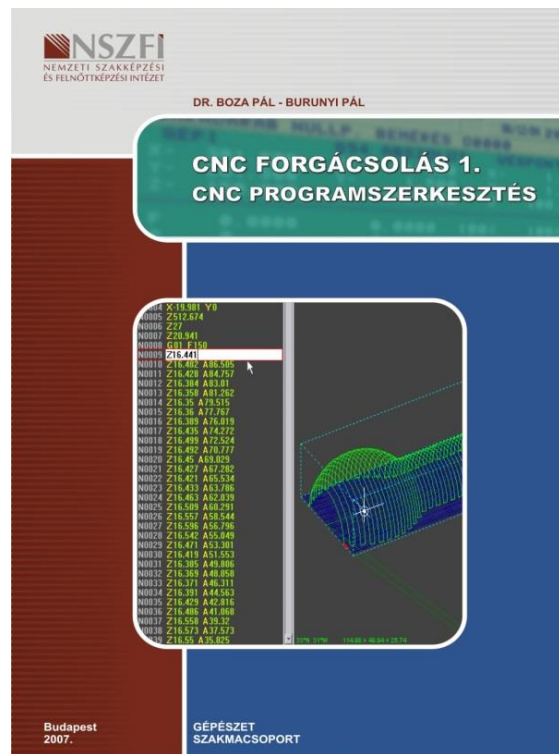 NSZFI
NEMZETI SZAKKÉPZÉSI
ÉS FELNŐTTKÉPZÉSI INTÉZET
DR. BOZA PÁL - BURUNYI PÁL
CNC FORGÁCSOLÁS 1.
CNC PROGRAMSZERKESZTÉS
N0004 X-19.981 Y0
N0005 Z512.674
N0006 Z27
N0007 Z20.941
N0008 G01 F150
N0009 Z16.441
N0010 Z16.482 A86.505
N0011 Z16.428 A84.757
N0012 Z16.384 A83.01
N0013 Z16.358 A81.262
N0014 Z16.35 A79.515
N0015 Z16.36 A77.767
N0016 Z16.389 A76.019
N0017 Z16.435 A74.272
N0018 Z16.499 A72.524
N0019 Z16.492 A70.777
N0020 Z16.45 A69.029
N0021 Z16.427 A67.282
N0022 Z16.421 A65.534
N0023 Z16.433 A63.786
N0024 Z16.463 A62.039
N0025 Z16.509 A60.291
N0026 Z16.557 A58.544
N0027 Z16.596 A56.796
N0028 Z16.542 A55.049
N0029 Z16.471 A53.301
N0030 Z16.419 A51.553
N0031 Z16.385 A49.806
N0032 Z16.369 A48.058
N0033 Z16.371 A46.311
N0034 Z16.391 A44.563
N0035 Z16.429 A42.816
N0036 Z16.486 A41.068
N0037 Z16.558 A39.32
N0038 Z16.573 A37.573
Z16.55 A35.825
Budapest
2007.
GÉPÉSZET
SZAKMACSOPORT